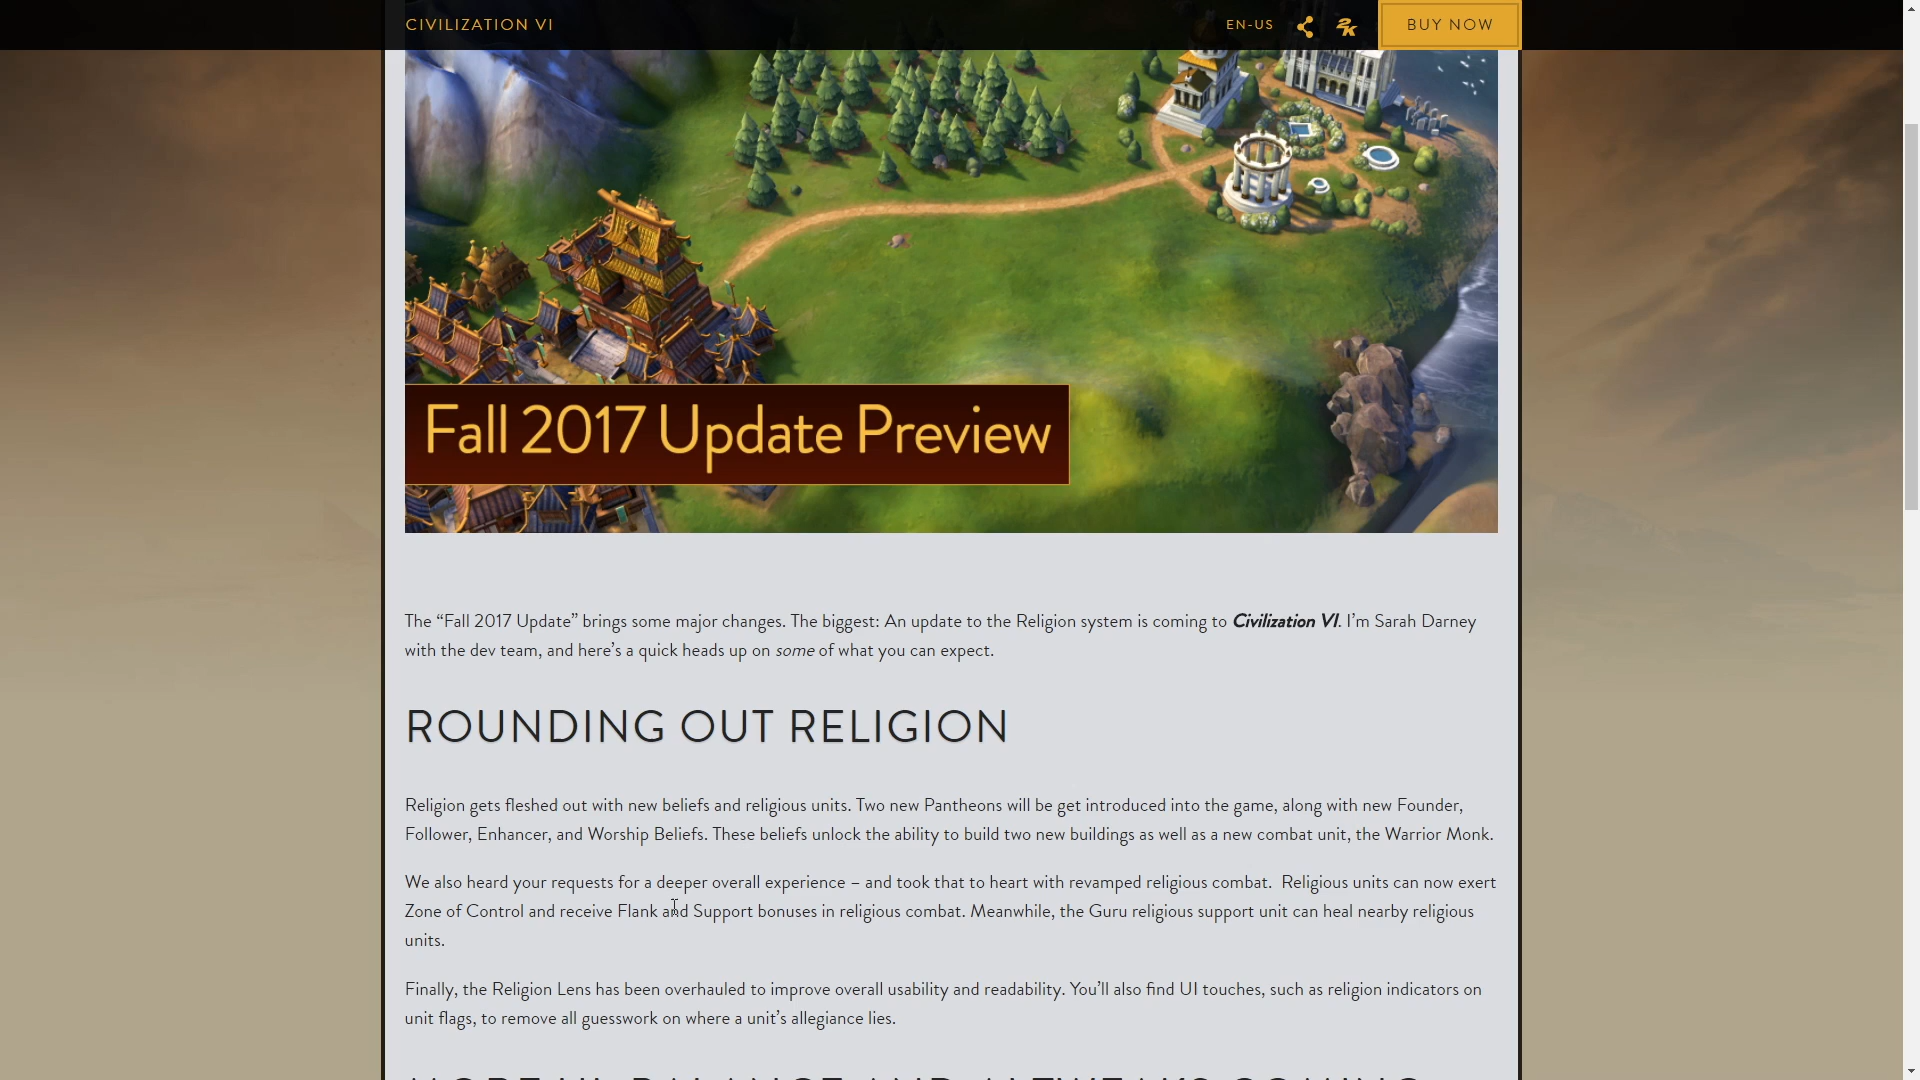 CIVILIZATION VI
EN-US
2K
BUY NOW
Fall 2017 Update Preview
The “Fall 2017 Update” brings some major changes. The biggest: An update to the Religion system is coming to Civilization VI. I’m Sarah Darney
with the dev team, and here’s a quick heads up on some of what you can expect.
ROUNDING OUT RELIGION
Religion gets fleshed out with new beliefs and religious units. Two new Pantheons will be get introduced into the game, along with new Founder,
Follower, Enhancer, and Worship Beliefs. These beliefs unlock the ability to build two new buildings as well as a new combat unit, the Warrior Monk.
We also heard your requests for a deeper overall experience – and took that to heart with revamped religious combat.  Religious units can now exert
Zone of Control and receive Flank and Support bonuses in religious combat. Meanwhile, the Guru religious support unit can heal nearby religious
units.
Finally, the Religion Lens has been overhauled to improve overall usability and readability. You’ll also find UI touches, such as religion indicators on
unit flags, to remove all guesswork on where a unit’s allegiance lies.